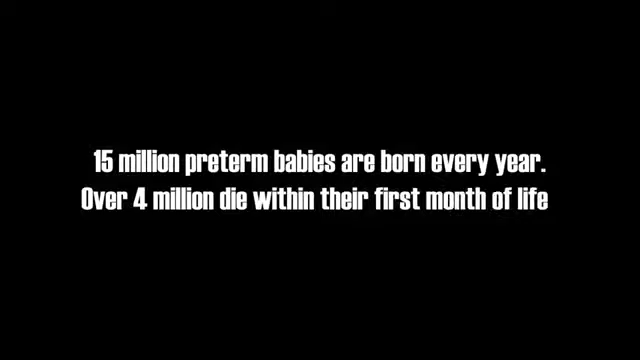 15 million preterm babies are born every year.
Over 4 million die within their first month of life